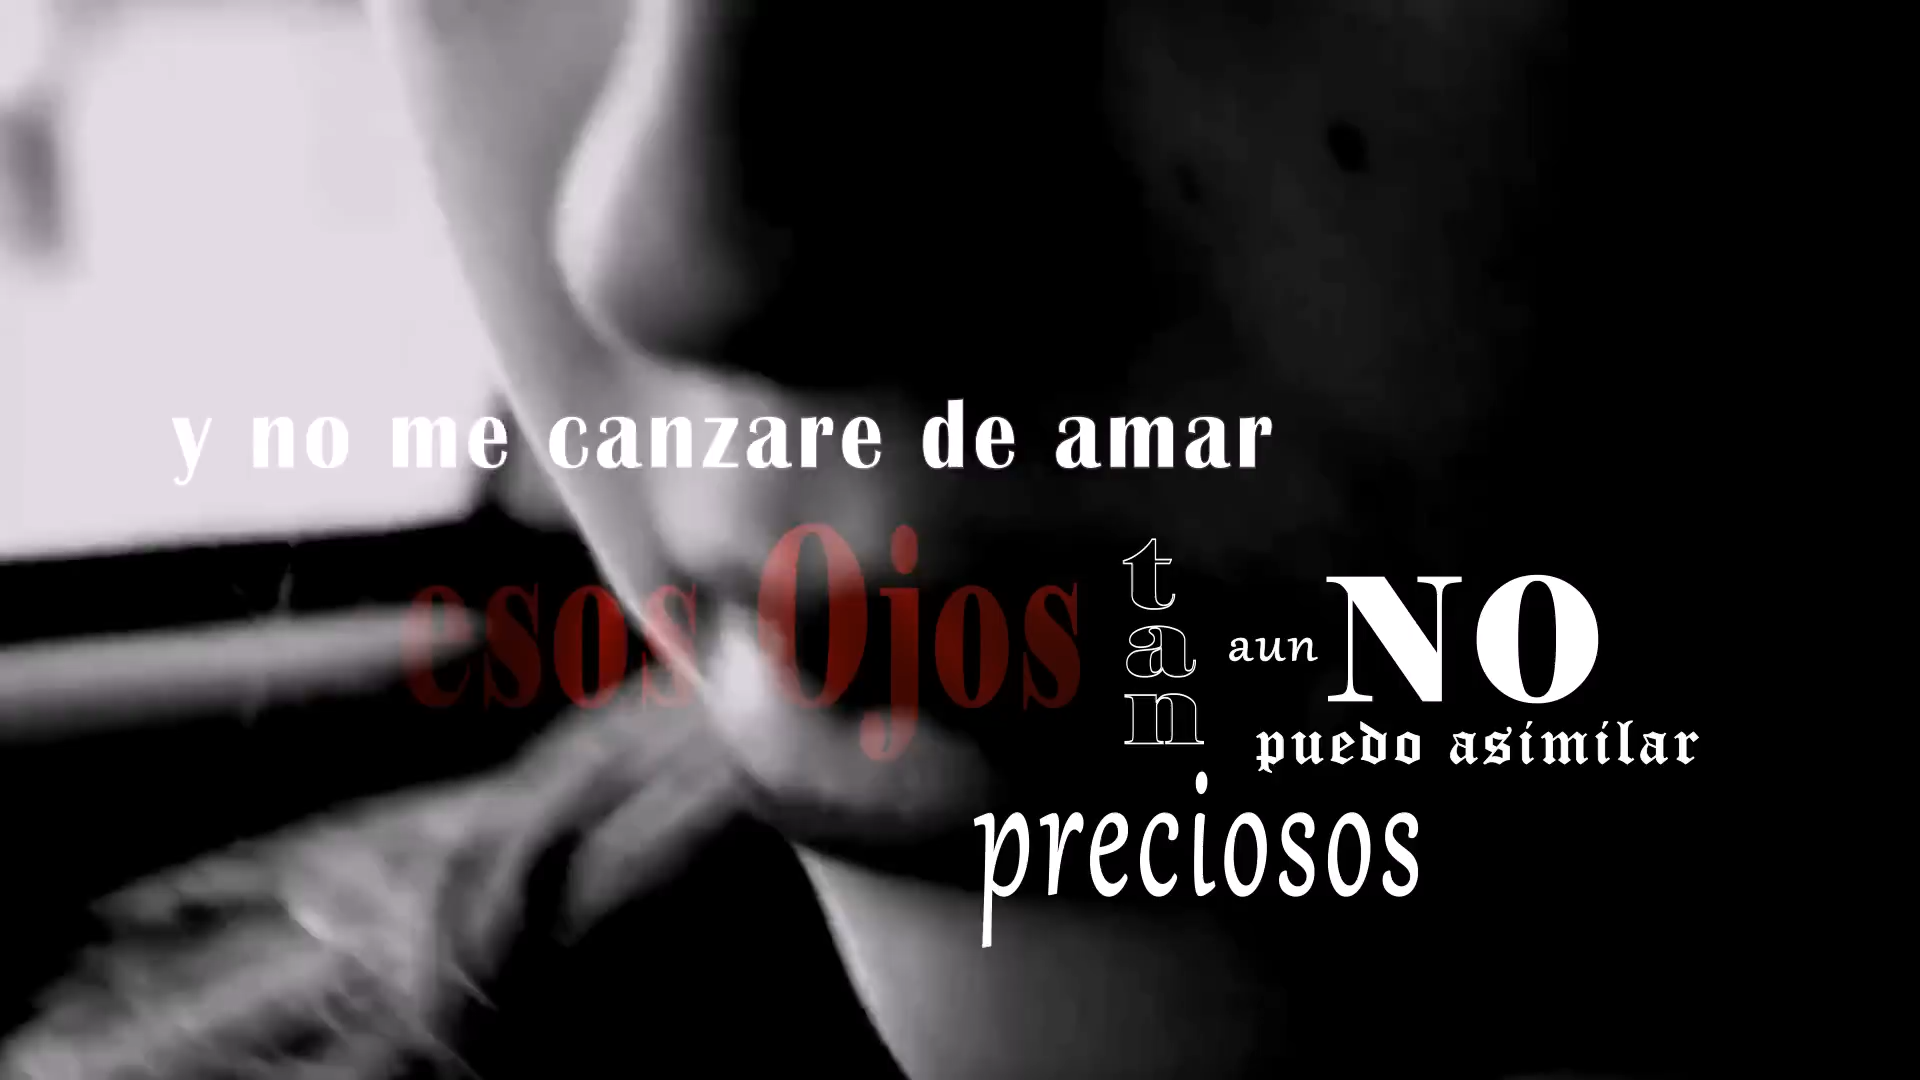 y no me canzare de amar
esos Ojos
tan
preciosos
aun NO
puedo asimilar